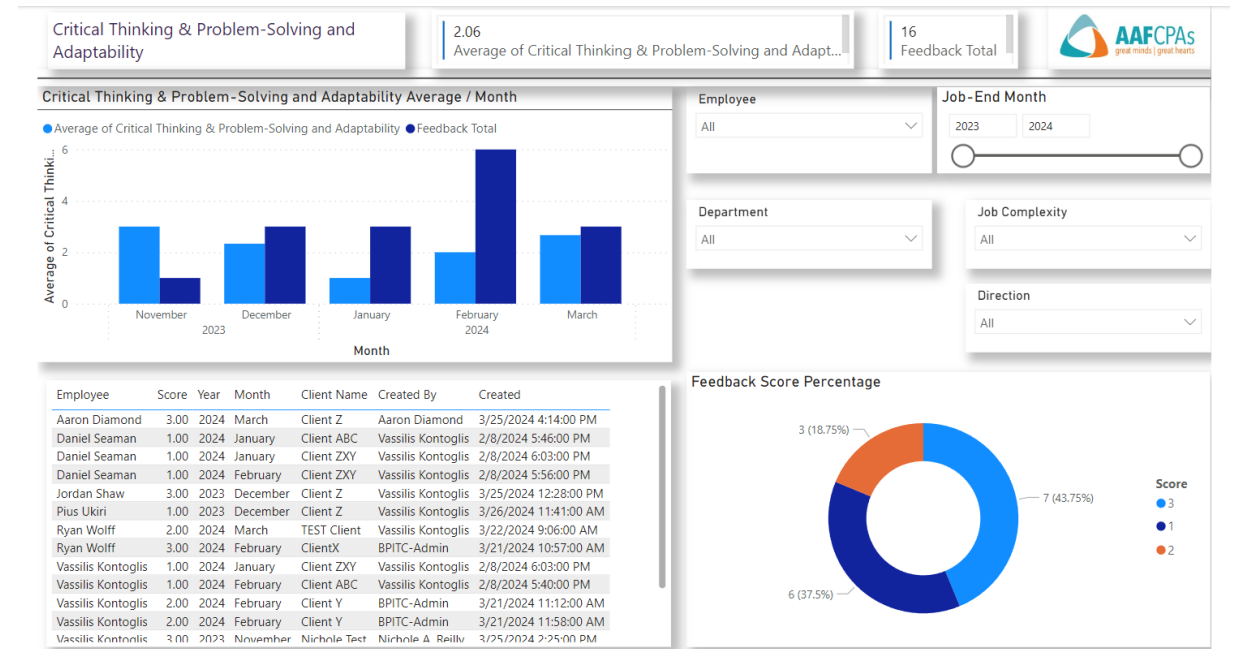 Critical Thinking & Problem-Solving and
Adaptability
2.06
Average of Critical Thinking & Problem-Solving and Adapt...
16
Feedback Total
AAFCPAs
great minds | great hearts
Critical Thinking & Problem-Solving and Adaptability Average / Month
Average of Critical Thinking & Problem-Solving and Adaptability Feedback Total
Average of Critical Thinki...
6
4
2
0
November December January February March
2023 2024
Month
Employee
All
Job-End Month
2023 2024
Department
All
Job Complexity
All
Direction
All
Employee Score Year Month Client Name Created By Created
Aaron Diamond 3.00 2024 March Client Z Aaron Diamond 3/25/2024 4:14:00 PM
Daniel Seaman 1.00 2024 January Client ABC Vassilis Kontoglis 2/8/2024 5:46:00 PM
Daniel Seaman 1.00 2024 January Client ZXY Vassilis Kontoglis 2/8/2024 6:03:00 PM
Daniel Seaman 1.00 2024 February Client ZXY Vassilis Kontoglis 2/8/2024 5:56:00 PM
Jordan Shaw 3.00 2023 December Client Z Vassilis Kontoglis 3/25/2024 12:28:00 PM
Pius Ukiri 1.00 2023 December Client Z Vassilis Kontoglis 3/26/2024 11:41:00 AM
Ryan Wolff 2.00 2024 March TEST Client Vassilis Kontoglis 3/22/2024 9:06:00 AM
Ryan Wolff 3.00 2024 February ClientX BPITC-Admin 3/21/2024 10:57:00 AM
Vassilis Kontoglis 1.00 2024 January Client ZXY Vassilis Kontoglis 2/8/2024 6:03:00 PM
Vassilis Kontoglis 1.00 2024 February Client ABC Vassilis Kontoglis 2/8/2024 5:40:00 PM
Vassilis Kontoglis 2.00 2024 February Client Y BPITC-Admin 3/21/2024 11:12:00 AM
Vassilis Kontoglis 2.00 2024 February Client Y BPITC-Admin 3/21/2024 11:58:00 AM
Vassilis Kontoglis 3.00 2023 November Nichole Test Nichole A. Reilly 3/25/2024 2:25:00 PM
Feedback Score Percentage
3 (18.75%)
7 (43.75%)
6 (37.5%)
Score
3
1
2